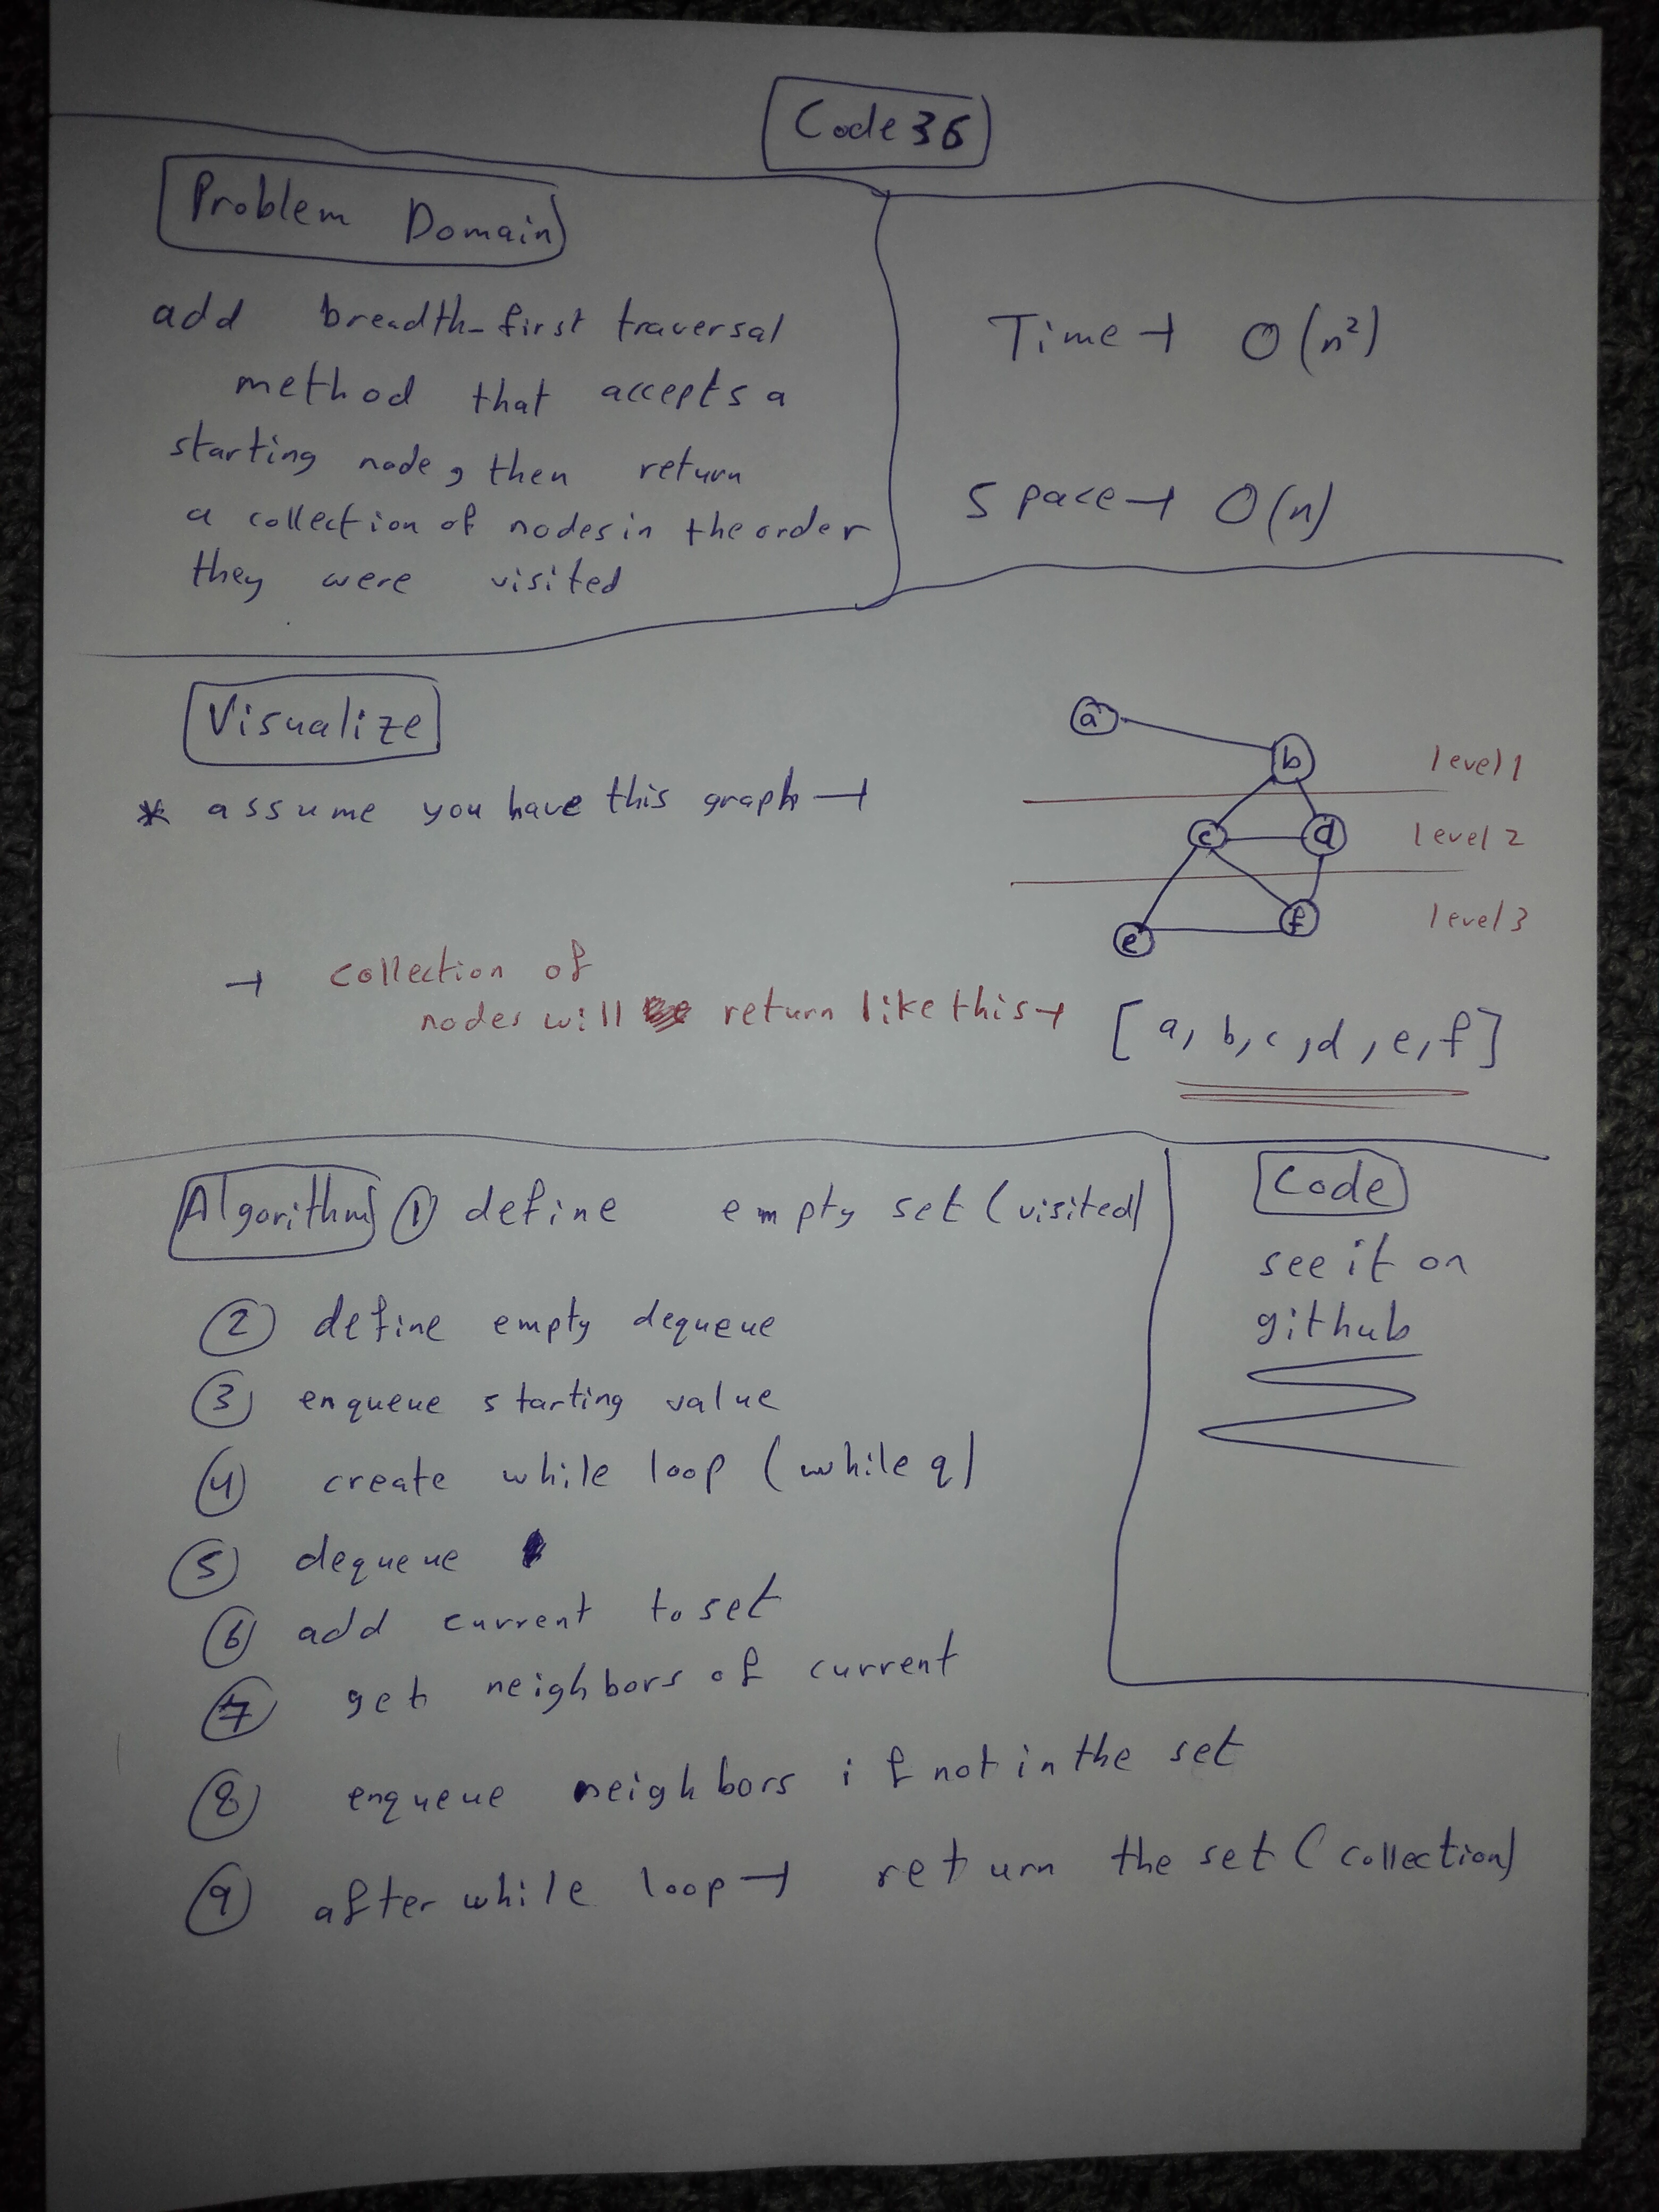 Code 36
Problem Domain
add breadth-first traversal
method that accepts a
starting node, then return
a collection of nodes in the order
they were visited
Time → O(n²)
Space → O(n)
Visualize
* assume you have this graph →
a
b
level 1
c
d
level 2
e
f
level 3
→ collection of
nodes will return like this →
[a, b, c, d, e, f]
Algorithm ① define empty set (visited)
② define empty dequeue
③ enqueue starting value
④ create while loop (while q)
⑤ dequeue
⑥ add current to set
⑦ get neighbors of current
⑧ enqueue neighbors if not in the set
⑨ after while loop → return the set (collection)
Code
see it on
github